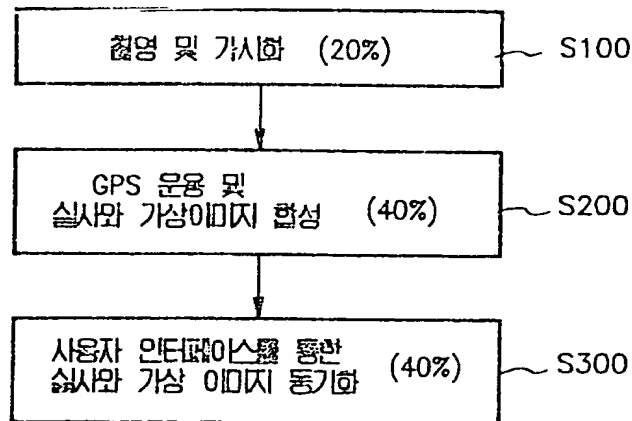 촬영 및 가시화 (20%)
S100
GPS 운용 및
실사와 가상이미지 합성 (40%)
S200
사용자 인터페이스를 통한
실사와 가상 이미지 동기화 (40%)
S300